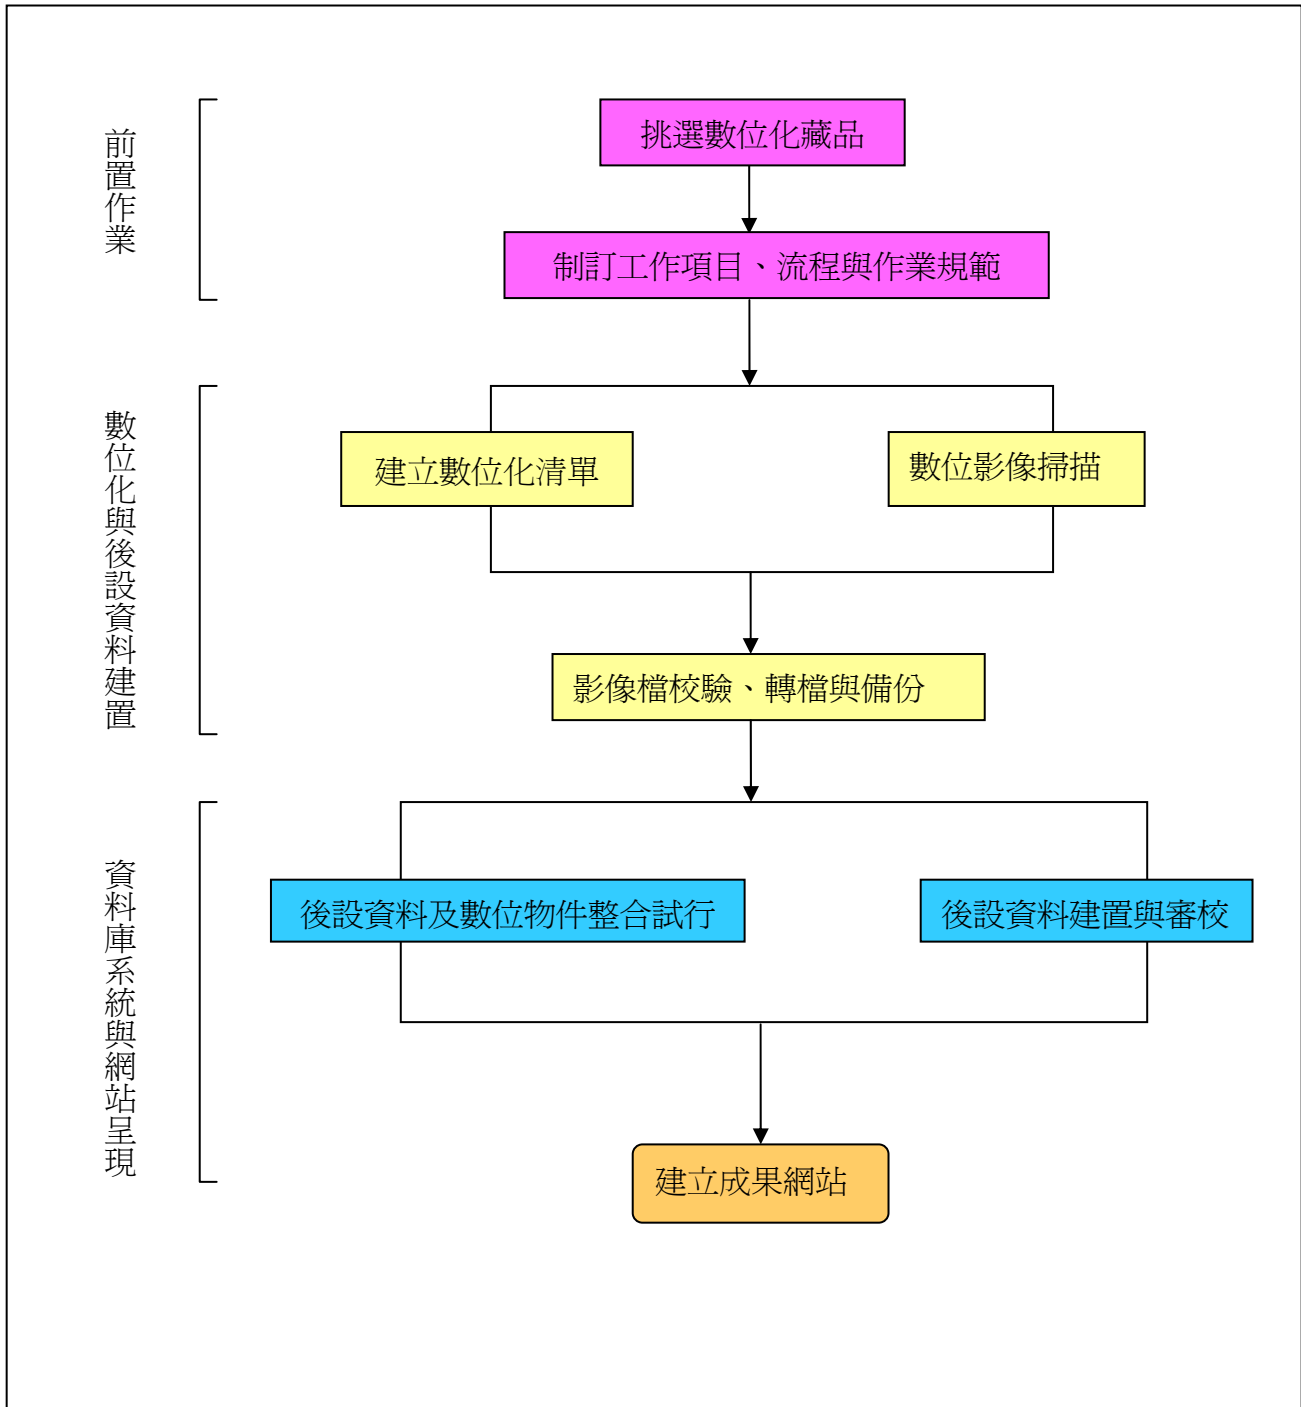 前置作業
挑選數位化藏品
制訂工作項目、流程與作業規範
數位化與後設資料建置
建立數位化清單
數位影像掃描
影像檔校驗、轉檔與備份
資料庫系統與網站呈現
後設資料及數位物件整合試行
後設資料建置與審校
建立成果網站